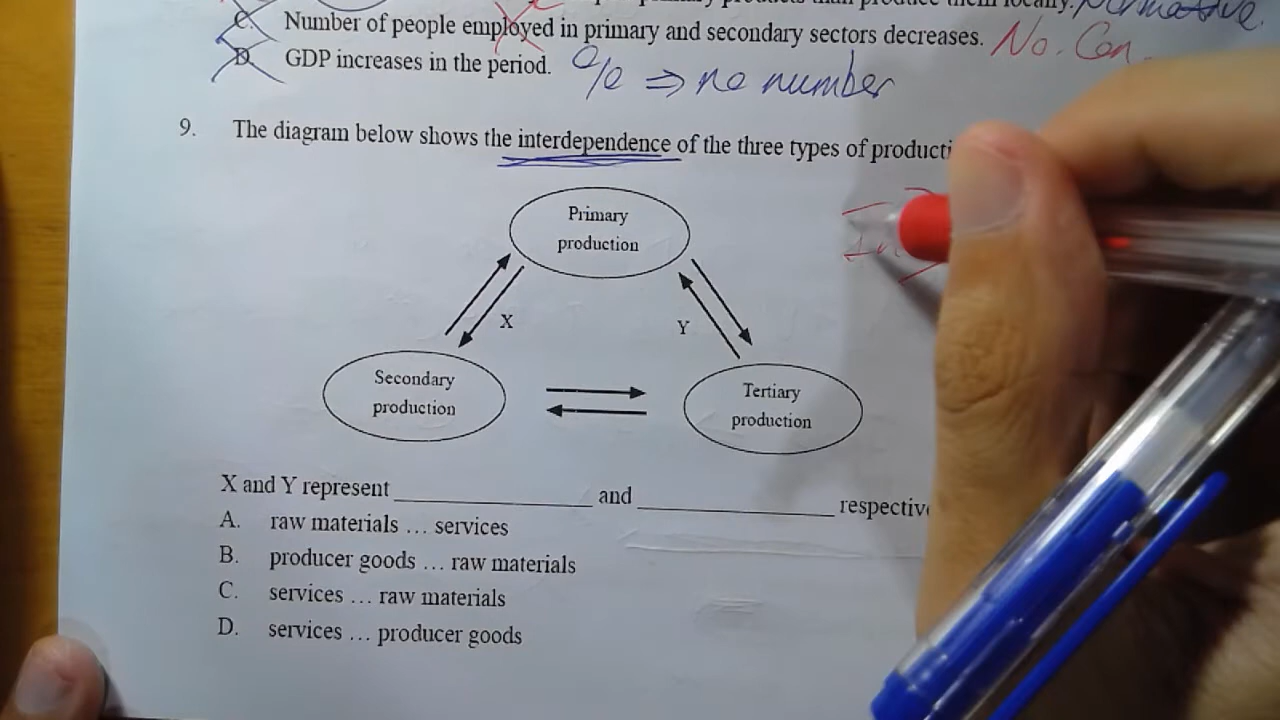 C. Number of people employed in primary and secondary sectors decreases. No. Con
D. GDP increases in the period. % ⇒ no number
9. The diagram below shows the interdependence of the three types of producti
Primary
production
X
Y
Secondary
production
Tertiary
production
X and Y represent ________ and ________ respectiv
A. raw materials … services
B. producer goods … raw materials
C. services … raw materials
D. services … producer goods